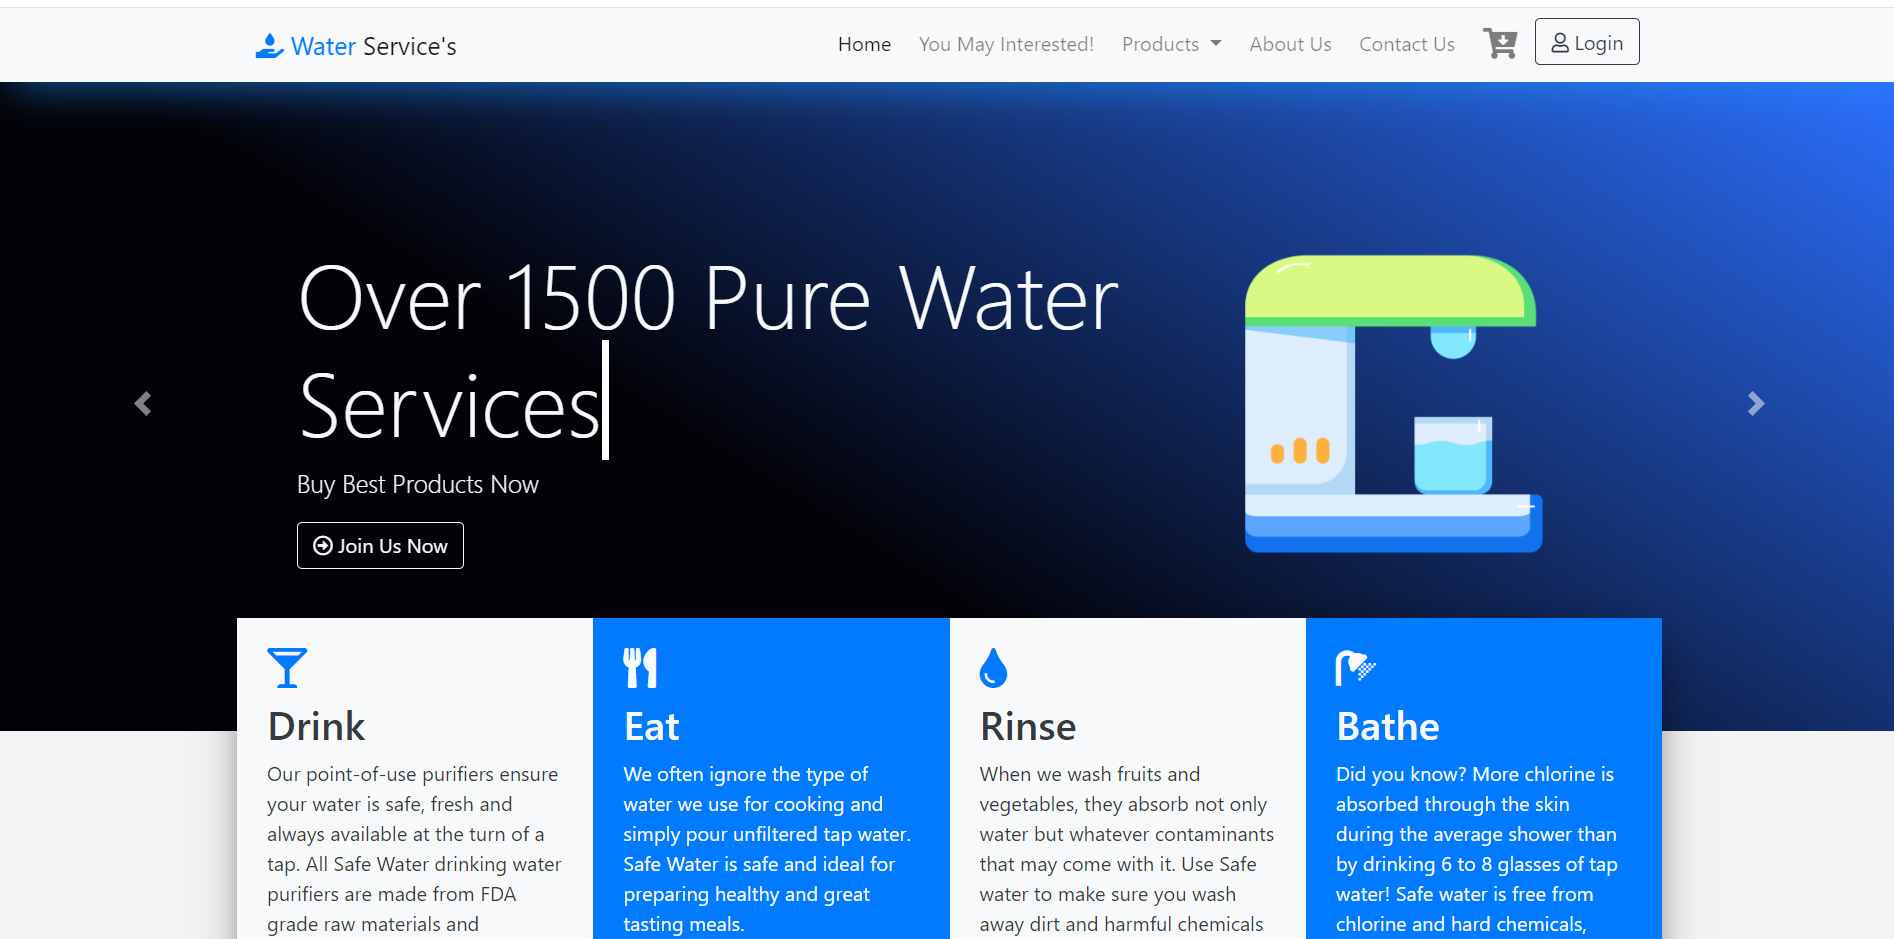 Water Service's
Home
You May Interested!
Products
About Us
Contact Us
Login
Over 1500 Pure Water
Services
Buy Best Products Now
Join Us Now
Drink
Our point-of-use purifiers ensure
your water is safe, fresh and
always available at the turn of a
tap. All Safe Water drinking water
purifiers are made from FDA
grade raw materials and
Eat
We often ignore the type of
water we use for cooking and
simply pour unfiltered tap water.
Safe Water is safe and ideal for
preparing healthy and great
tasting meals.
Rinse
When we wash fruits and
vegetables, they absorb not only
water but whatever contaminants
that may come with it. Use Safe
water to make sure you wash
away dirt and harmful chemicals
Bathe
Did you know? More chlorine is
absorbed through the skin
during the average shower than
by drinking 6 to 8 glasses of tap
water! Safe water is free from
chlorine and hard chemicals,